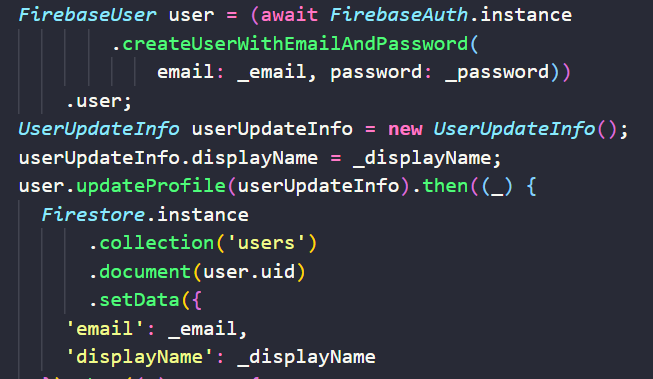 FirebaseUser user = (await FirebaseAuth.instance
.createUserWithEmailAndPassword(
email: _email, password: _password))
.user;
UserUpdateInfo userUpdateInfo = new UserUpdateInfo();
userUpdateInfo.displayName = _displayName;
user.updateProfile(userUpdateInfo).then((_) {
Firestore.instance
.collection('users')
.document(user.uid)
.setData({
'email': _email,
'displayName': _displayName